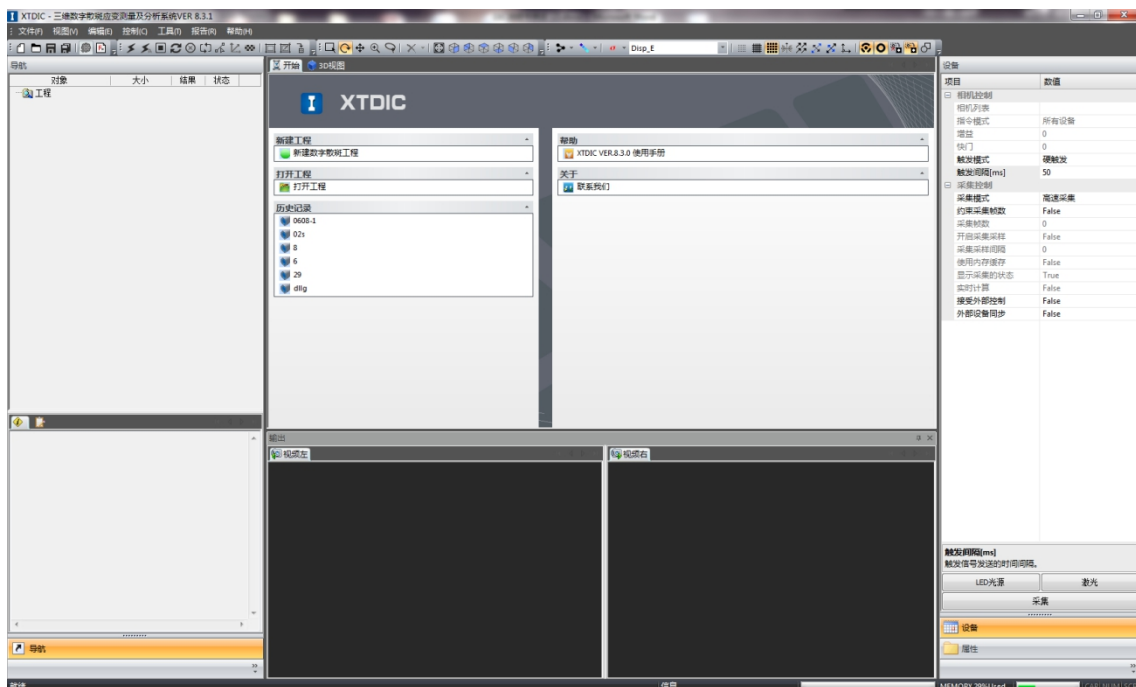 XTDIC - 三维数字散斑应变测量及分析系统VER 8.3.1
文件(F) 视图(V) 编辑(E) 控制(C) 工具(T) 报告(R) 帮助(H)
Disp_E
导航
对象 大小 结果 状态
工程
开始 3D视图
XTDIC
新建工程
新建数字散斑工程
打开工程
打开工程
历史记录
0608-1
02s
8
6
29
dllg
帮助
XTDIC VER.8.3.0 使用手册
关于
联系我们
输出
视频左 视频右
设备
项目 数值
相机控制
相机列表
指令模式 所有设备
增益 0
快门 0
触发模式 硬触发
触发间隔[ms] 50
采集控制
采集模式 高速采集
约束采集帧数 False
采集帧数 0
开启采集采样 False
采集采样间隔 0
使用内存缓存 False
显示采集的状态 True
实时计算 False
接受外部控制 False
外部设备同步 False
触发间隔[ms]
触发信号发送的时间间隔。
LED光源 激光
采集
设备
属性
导航
就绪 信息 MEMORY 29% Used CAP NUM SCRL